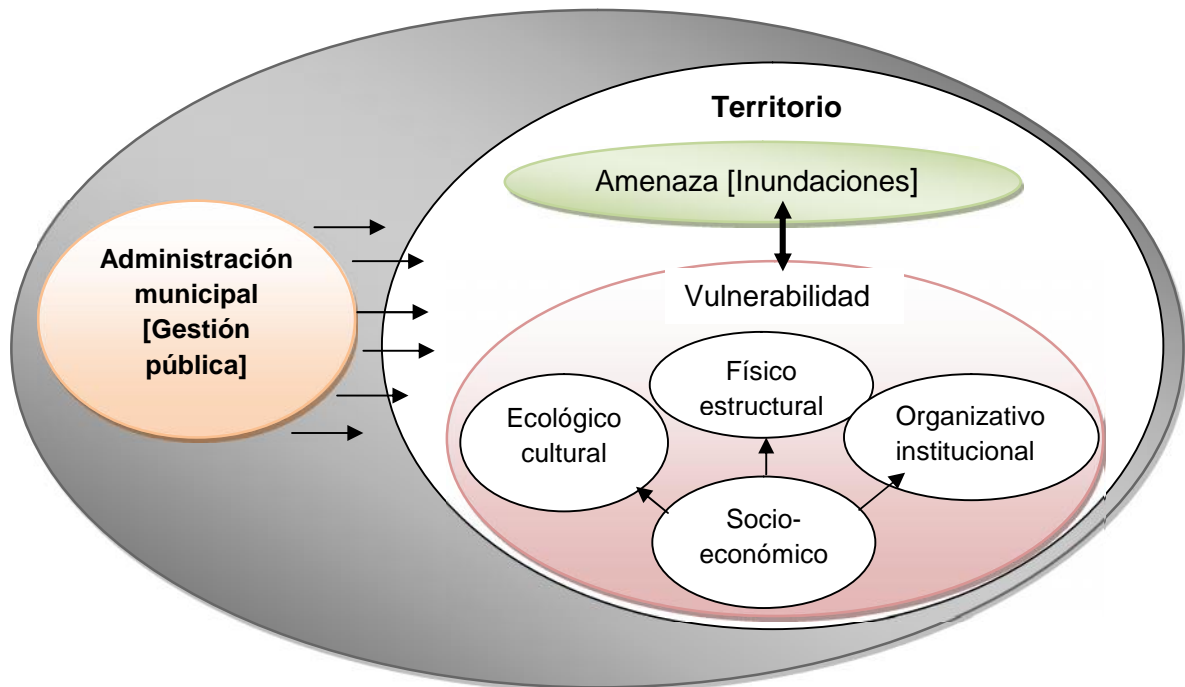 Territorio
Amenaza [Inundaciones]
Administración
municipal
[Gestión
pública]
Vulnerabilidad
Físico
estructural
Ecológico
cultural
Organizativo
institucional
Socio-
económico